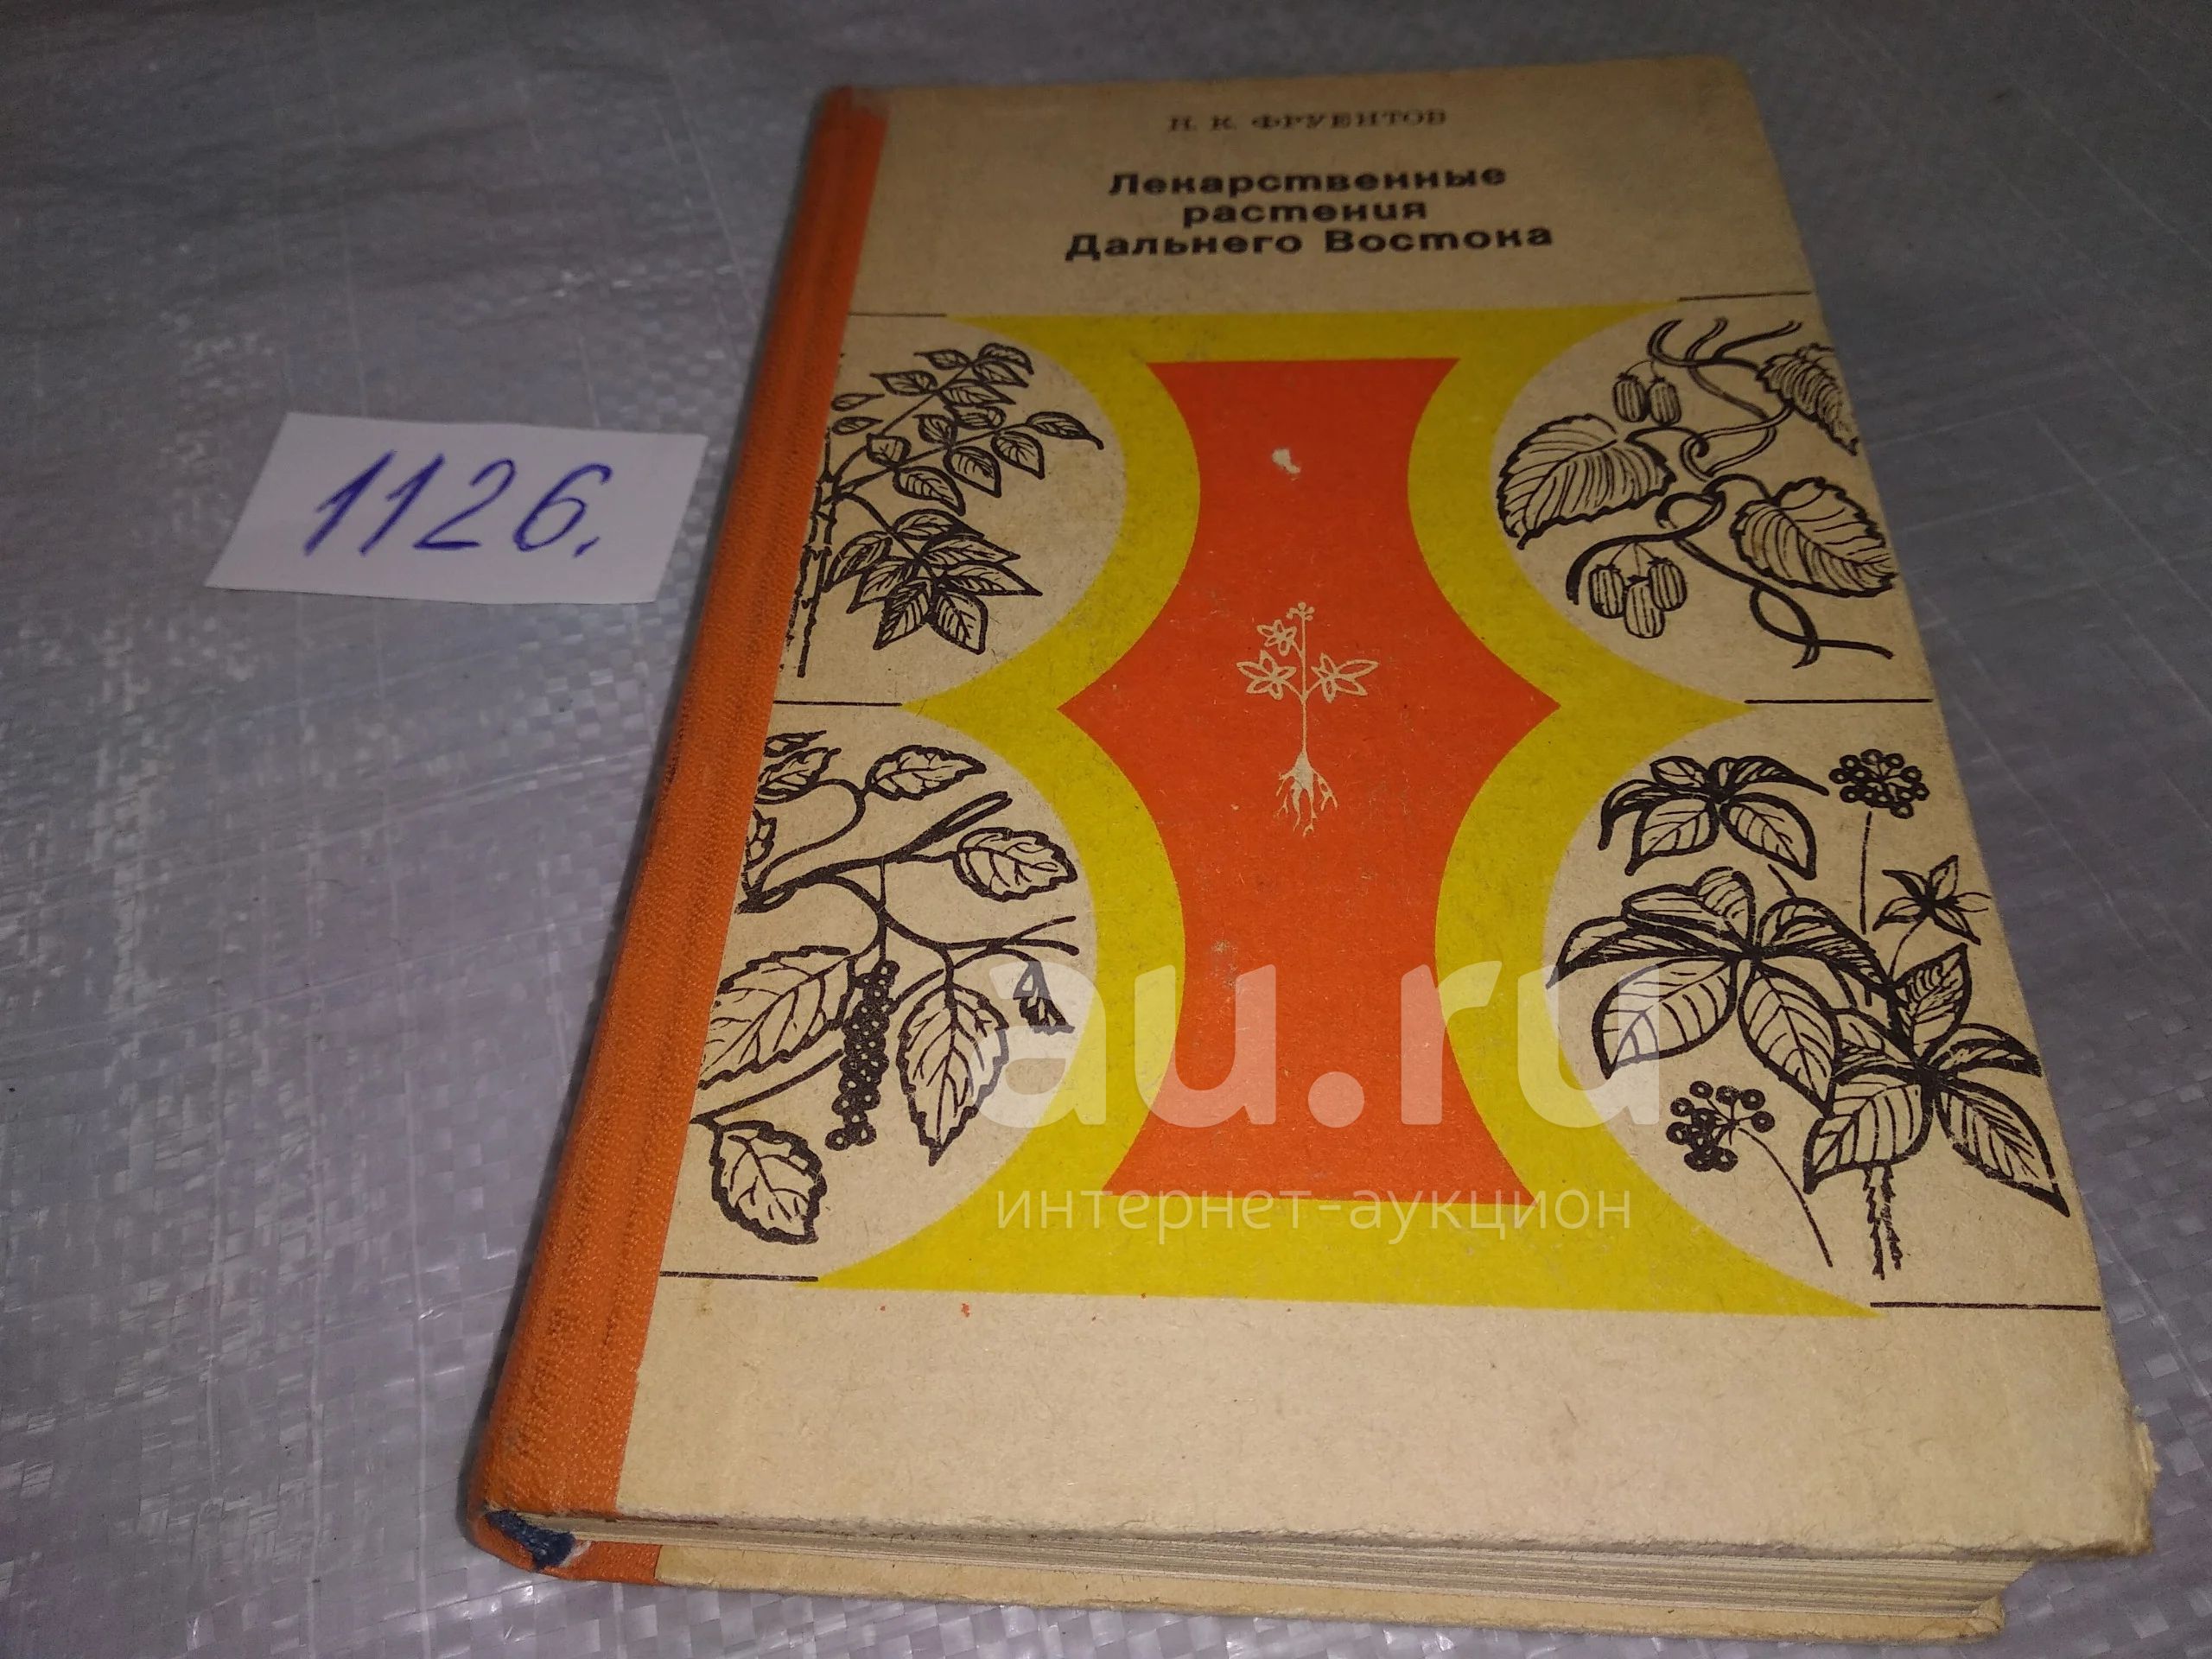 Н. К. ФРУЕНТОВ
Лекарственные
растения
Дальнего Востока
1126.
au.ru
интернет-аукцион